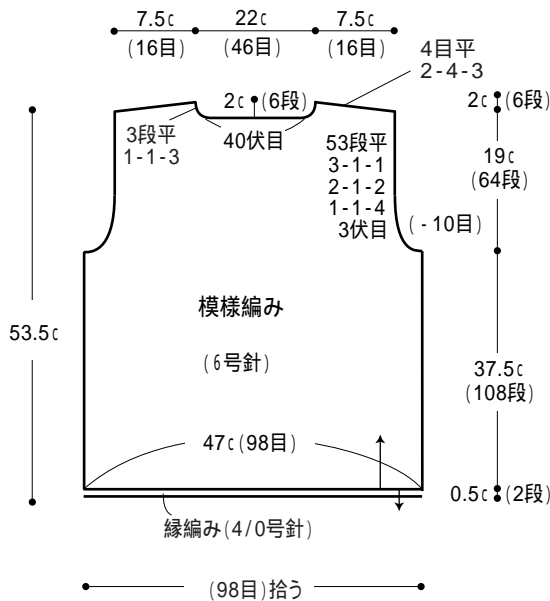 7.5c
(16目)
22c
(46目)
7.5c
(16目)
4目平
2-4-3
2c (6段)
2c (6段)
3段平
1-1-3
40伏目
53段平
3-1-1
2-1-2
1-1-4
3伏目
(-10目)
19c
(64段)
53.5c
模様編み
(6号針)
37.5c
(108段)
47c(98目)
0.5c (2段)
縁編み(4/0号針)
(98目)拾う